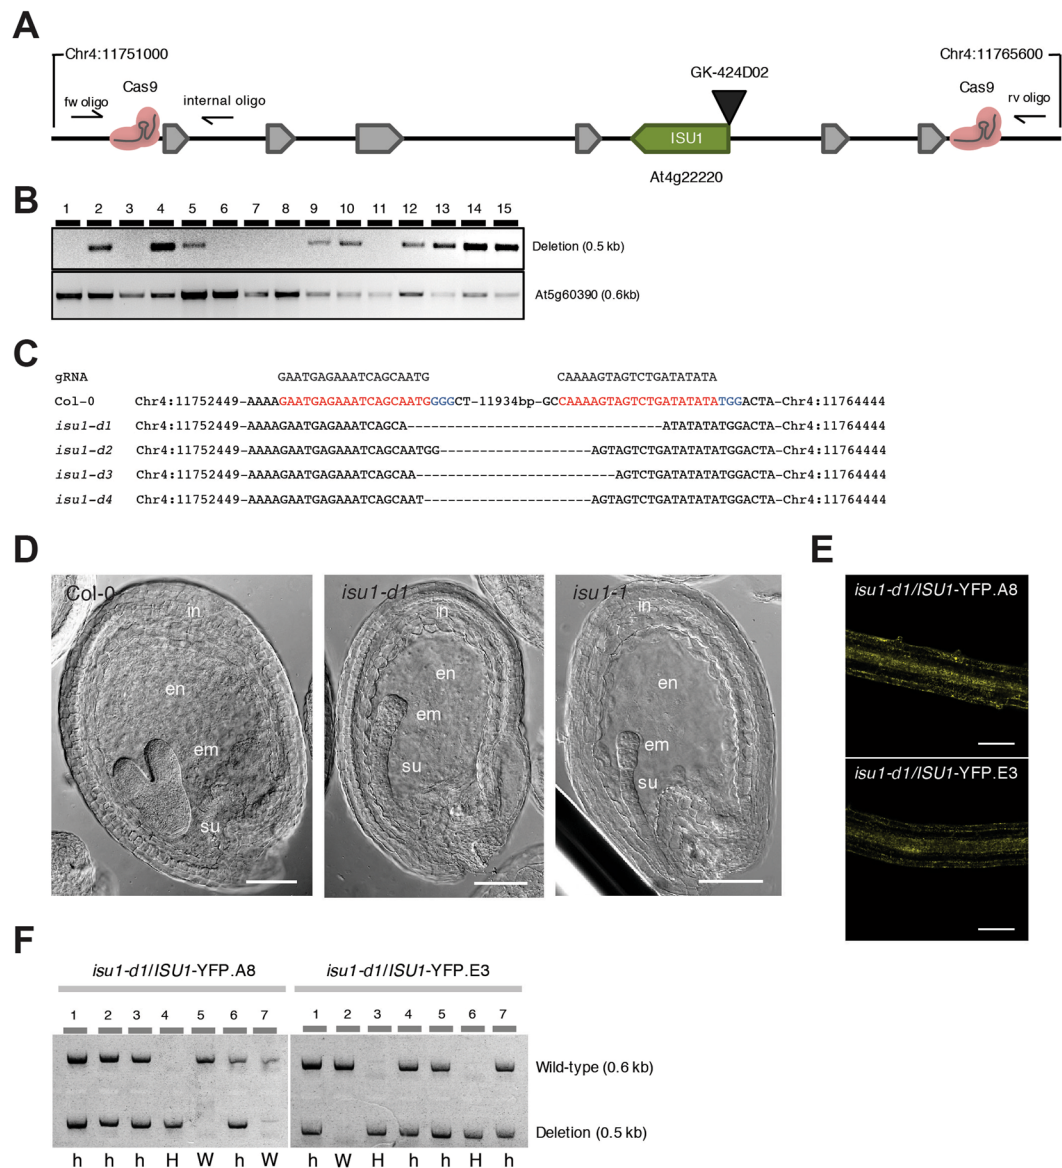 A
Chr4:11751000
Chr4:11765600
GK-424D02
Cas9
Cas9
fw oligo
internal oligo
rv oligo
ISU1
At4g22220
B
1 2 3 4 5 6 7 8 9 10 11 12 13 14 15
Deletion (0.5 kb)
At5g60390 (0.6kb)
C
gRNA GAATGAGAAATCAGCAATG CAAAAGTAGTCTGATATATA
Col-0 Chr4:11752449-AAAAGAATGAGAAATCAGCAATGGGGCT-11934bp-GCCAAAAGTAGTCTGATATATATGGACTA-Chr4:11764444
isu1-d1 Chr4:11752449-AAAAGAATGAGAAATCAGCA--------------------------------ATATATGGACTA-Chr4:11764444
isu1-d2 Chr4:11752449-AAAAGAATGAGAAATCAGCAATGG-------------------AGTAGTCTGATATATATGGACTA-Chr4:11764444
isu1-d3 Chr4:11752449-AAAAGAATGAGAAATCAGCAA-------------------------AGTCTGATATATATGGACTA-Chr4:11764444
isu1-d4 Chr4:11752449-AAAAGAATGAGAAATCAGCAAT---------------------AGTAGTCTGATATATATGGACTA-Chr4:11764444
D
Col-0
in
en
em
su
isu1-d1
in
en
em
su
isu1-1
in
en
em
su
E
isu1-d1/ISU1-YFP.A8
isu1-d1/ISU1-YFP.E3
F
isu1-d1/ISU1-YFP.A8
isu1-d1/ISU1-YFP.E3
1 2 3 4 5 6 7
1 2 3 4 5 6 7
Wild-type (0.6 kb)
Deletion (0.5 kb)
h h h H W h W
h W H h h H h